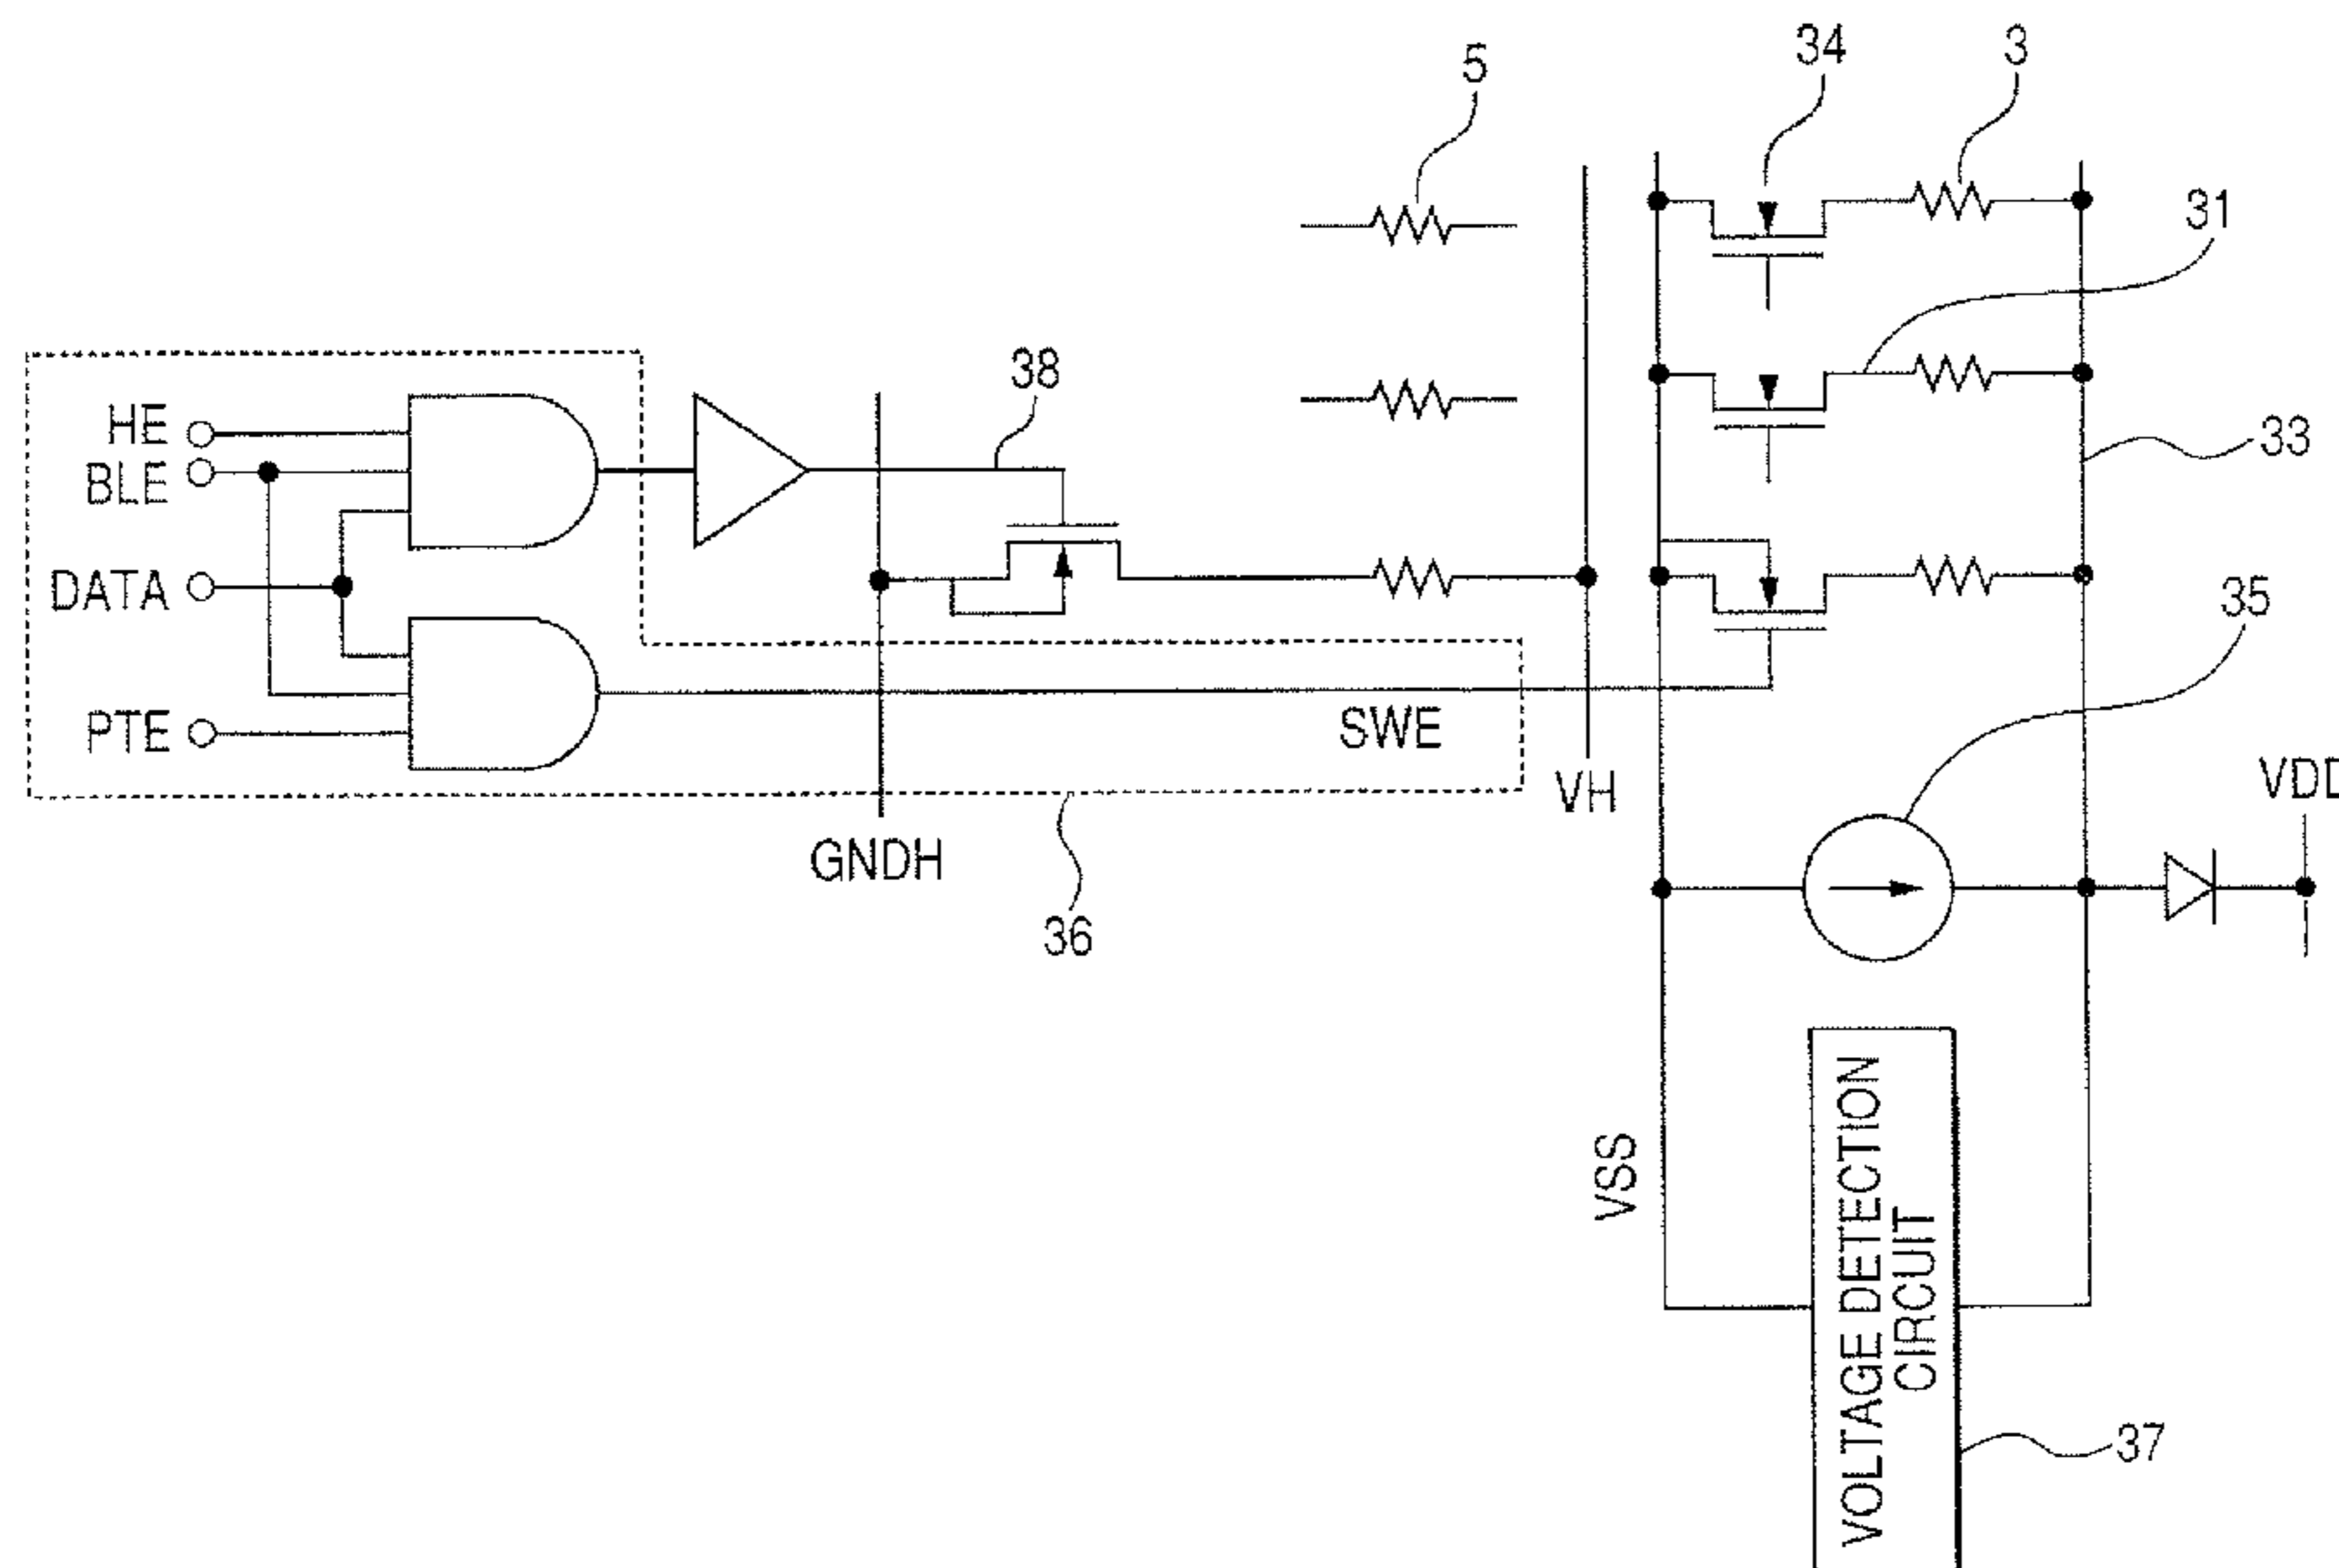 34
3
5
31
38
HE
BLE
33
DATA
35
PTE
SWE
VH
VDD
GNDH
36
VSS
VOLTAGE DETECTION
CIRCUIT
37